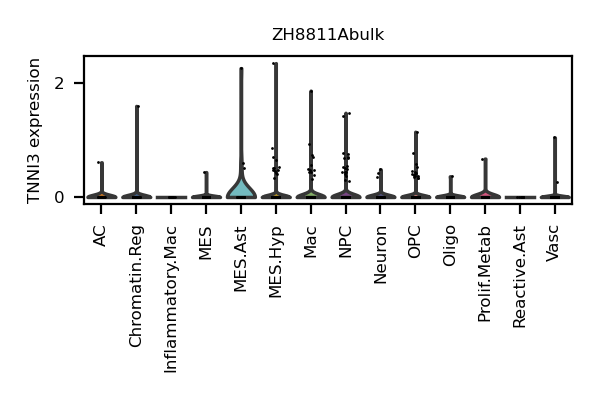 ZH8811Abulk
TNNI3 expression
2
0
AC
Chromatin.Reg
Inflammatory.Mac
MES
MES.Ast
MES.Hyp
Mac
NPC
Neuron
OPC
Oligo
Prolif.Metab
Reactive.Ast
Vasc